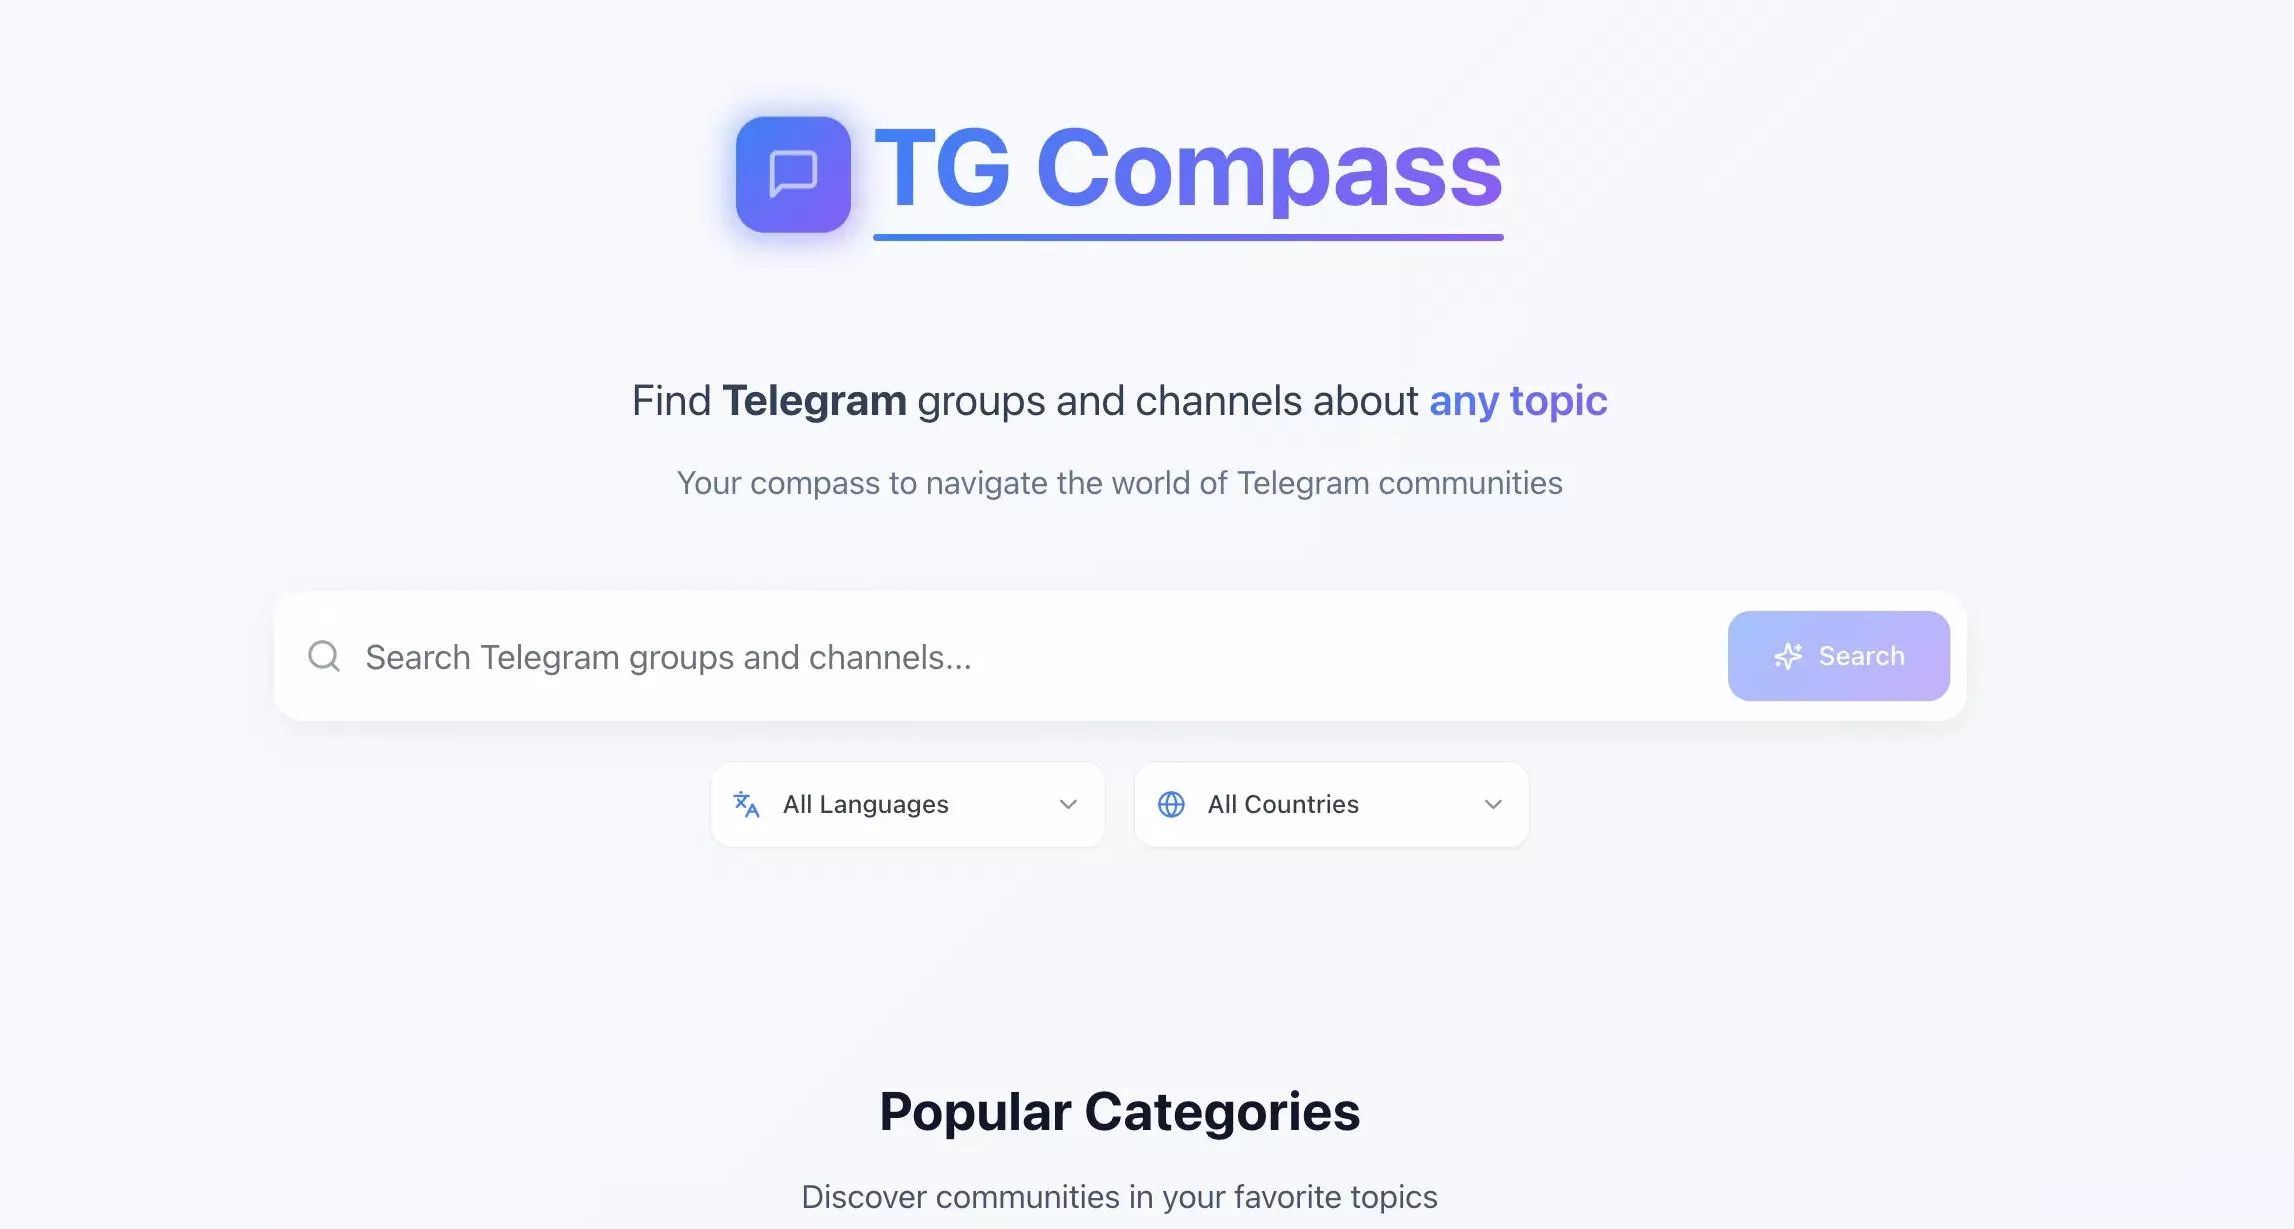 TG Compass
Find Telegram groups and channels about any topic
Your compass to navigate the world of Telegram communities
Search Telegram groups and channels...
Search
All Languages
All Countries
Popular Categories
Discover communities in your favorite topics